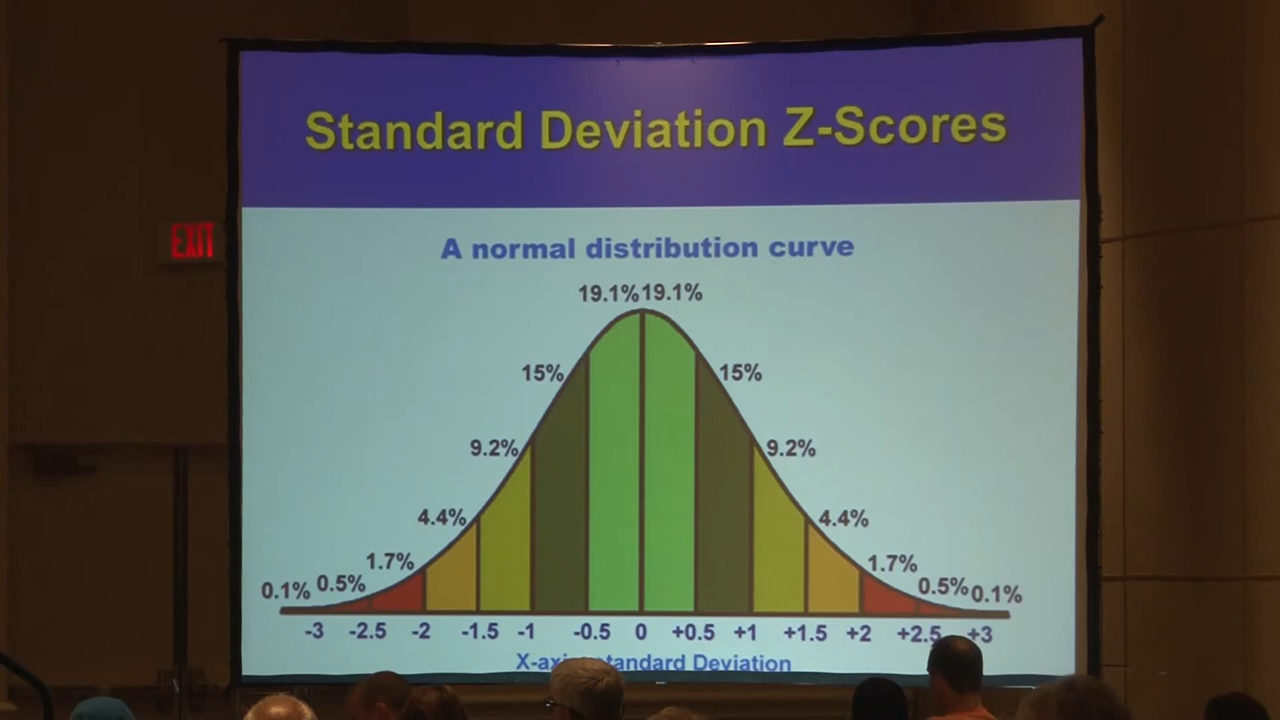 Standard Deviation Z-Scores
EXIT
A normal distribution curve
19.1% 19.1%
15% 15%
9.2% 9.2%
4.4% 4.4%
1.7% 1.7%
0.1% 0.5% 0.5% 0.1%
-3 -2.5 -2 -1.5 -1 -0.5 0 +0.5 +1 +1.5 +2 +2.5 +3
Deviation